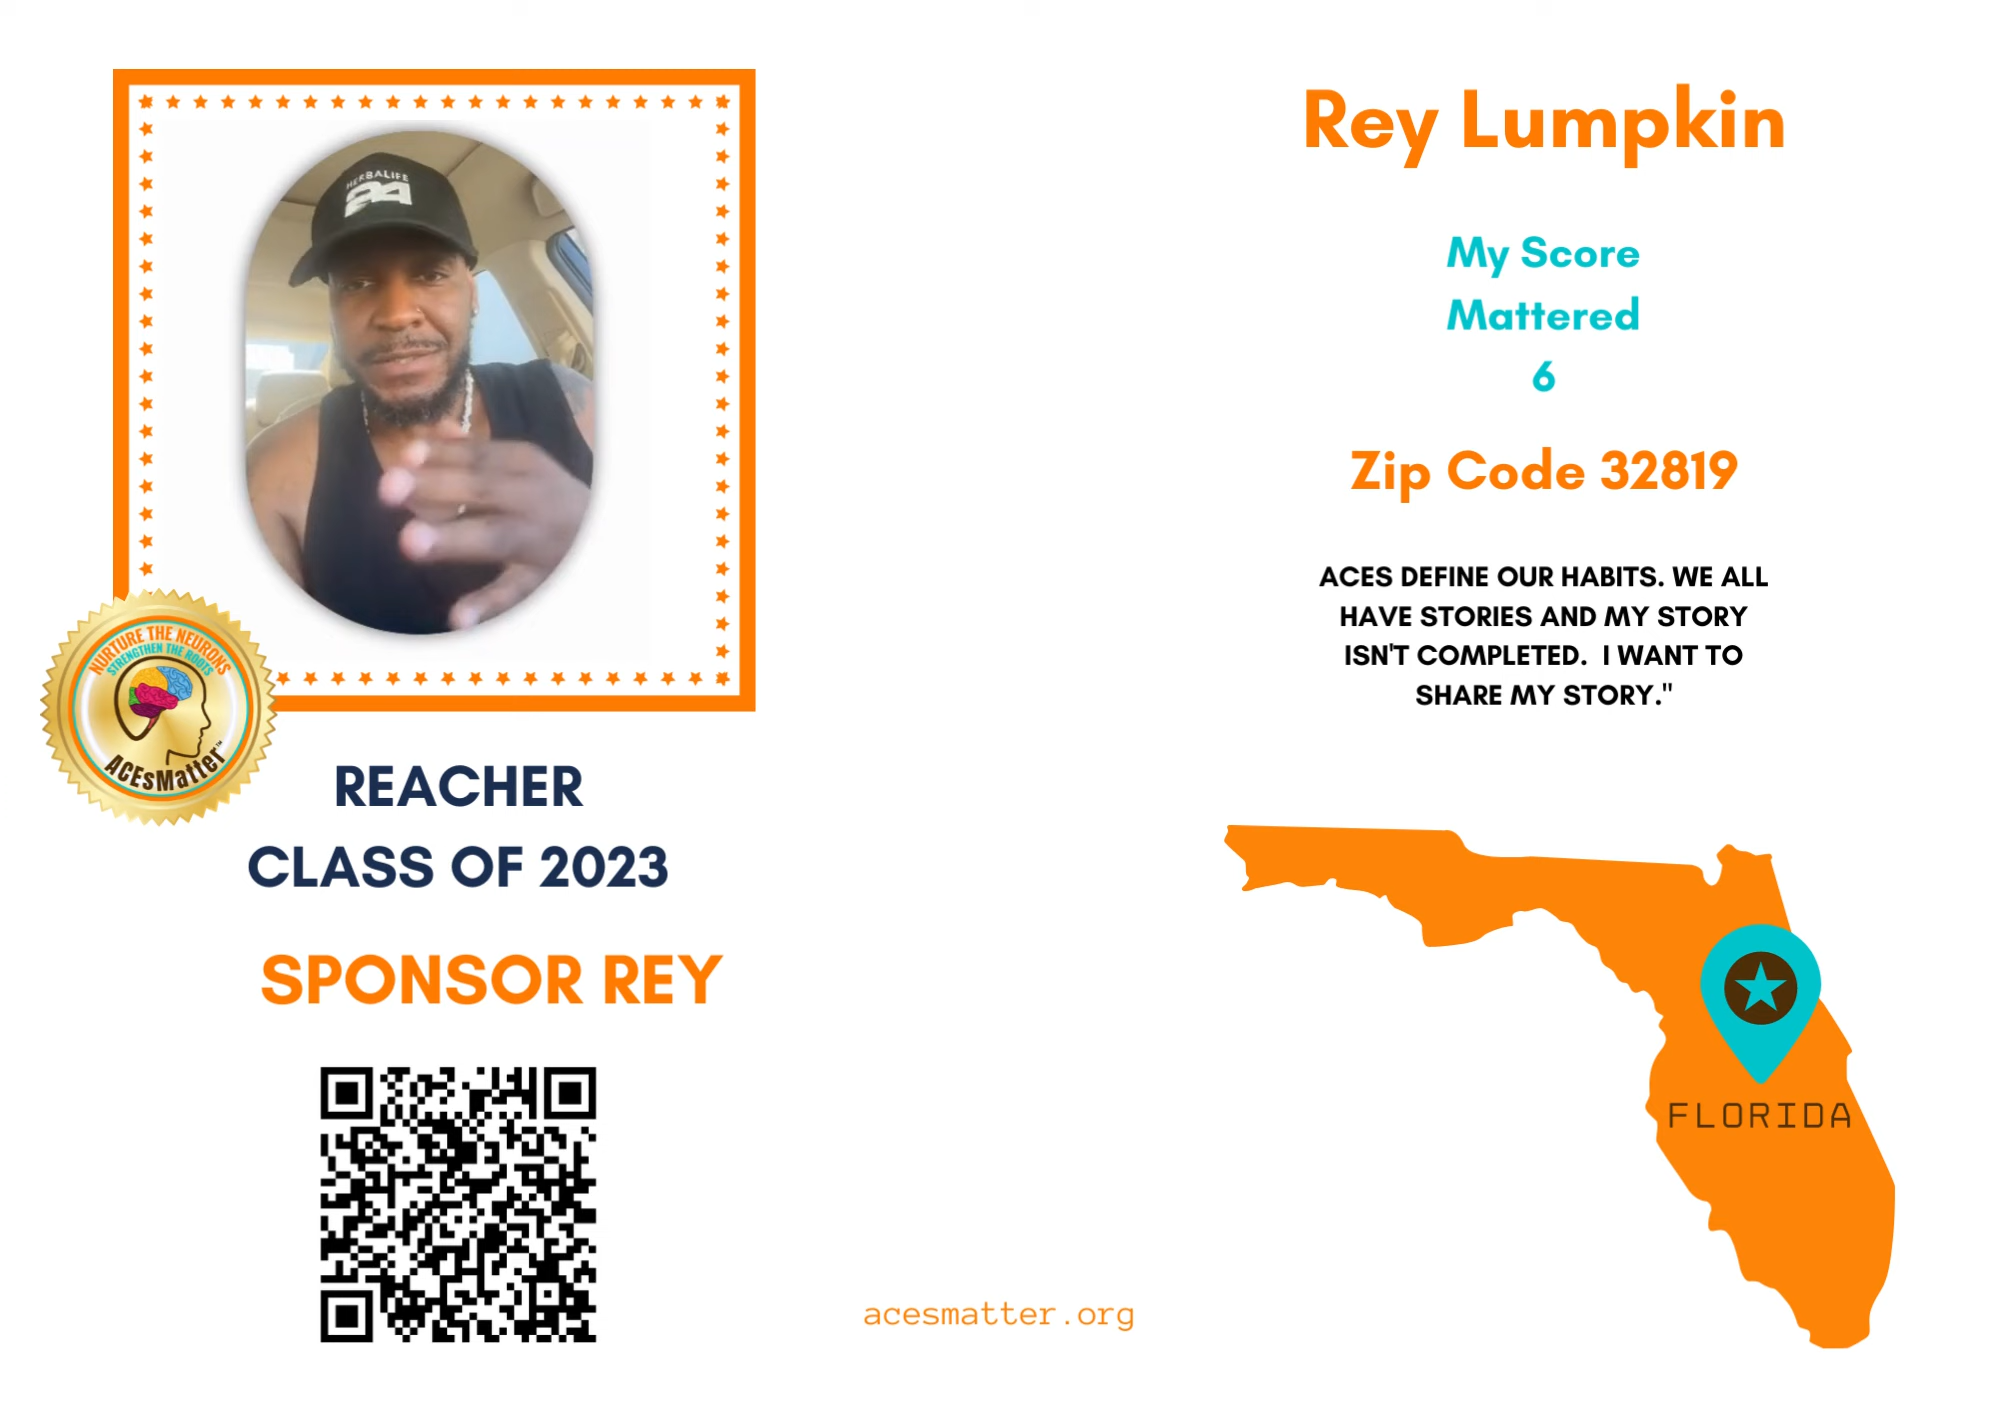 Rey Lumpkin
My Score
Mattered
6
Zip Code 32819
ACES DEFINE OUR HABITS. WE ALL
HAVE STORIES AND MY STORY
ISN'T COMPLETED.  I WANT TO
SHARE MY STORY."
HERBALIFE
24
NURTURE THE NEURONS
STRENGTHEN THE ROOTS
ACEsMatter™
REACHER
CLASS OF 2023
SPONSOR REY
FLORIDA
acesmatter.org